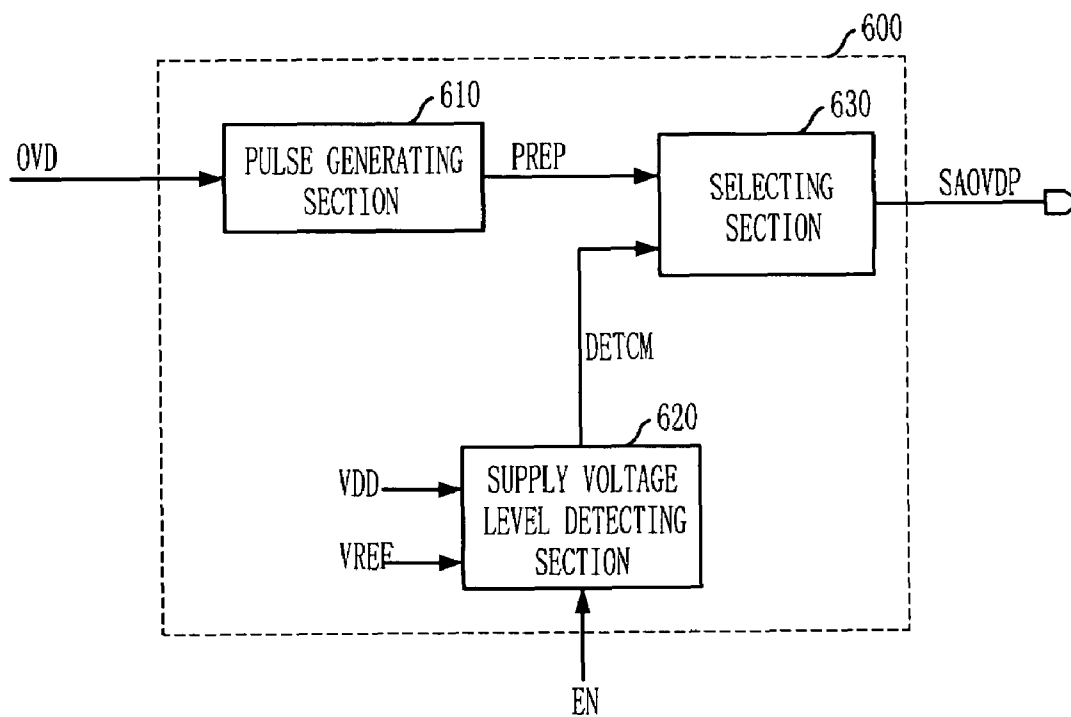 600
610
630
OVD
PULSE GENERATING
SECTION
PREP
SELECTING
SECTION
SAOVDP
DETCM
620
VDD
VREF
SUPPLY VOLTAGE
LEVEL DETECTING
SECTION
EN